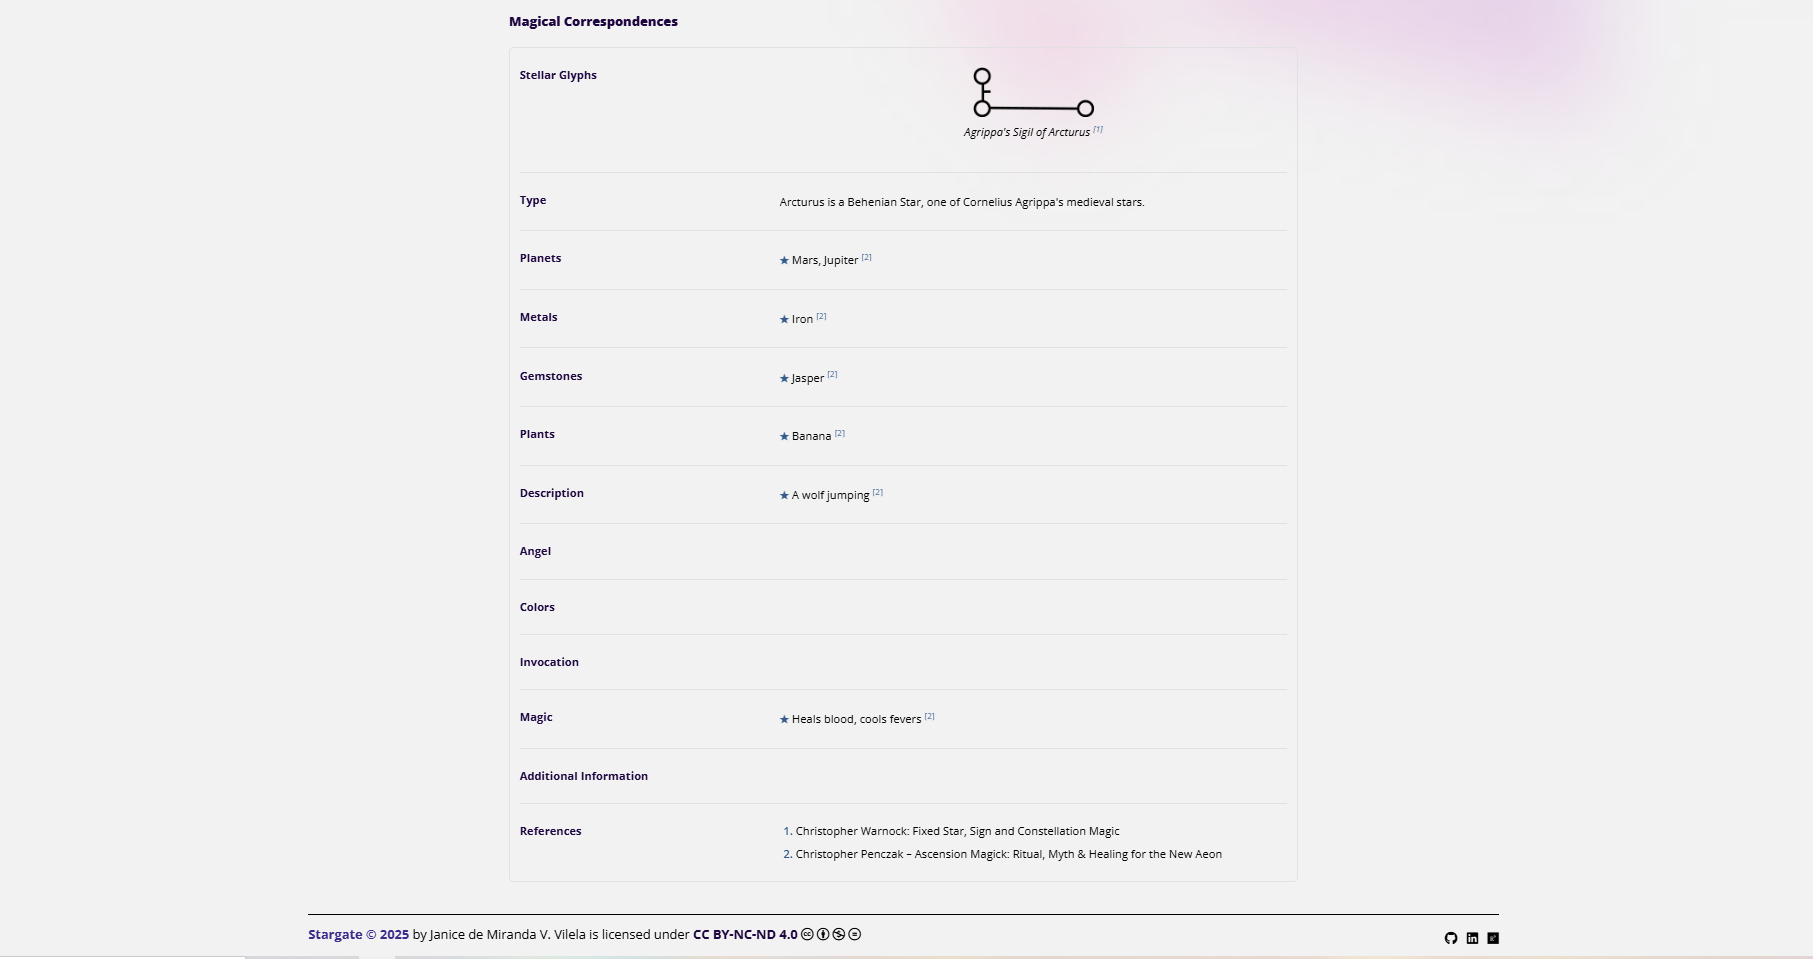 Magical Correspondences
Stellar Glyphs
Agrippa's Sigil of Arcturus [1]
Type
Arcturus is a Behenian Star, one of Cornelius Agrippa's medieval stars.
Planets
★ Mars, Jupiter [2]
Metals
★ Iron [2]
Gemstones
★ Jasper [2]
Plants
★ Banana [2]
Description
★ A wolf jumping [2]
Angel
Colors
Invocation
Magic
★ Heals blood, cools fevers [2]
Additional Information
References
1. Christopher Warnock: Fixed Star, Sign and Constellation Magic
2. Christopher Penczak – Ascension Magick: Ritual, Myth & Healing for the New Aeon
Stargate © 2025 by Janice de Miranda V. Vilela is licensed under CC BY-NC-ND 4.0